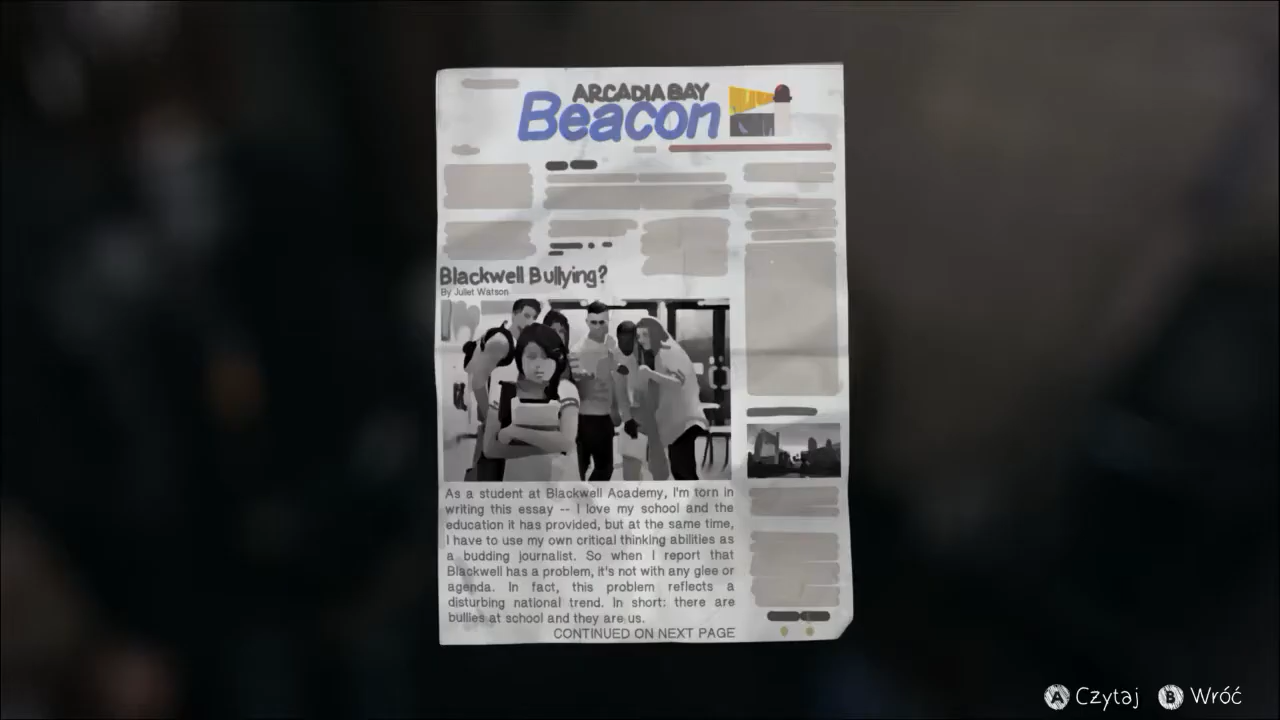 ARCADIA BAY
Beacon
Blackwell Bullying?
By Juliet Watson
As a student at Blackwell Academy, I'm torn in
writing this essay -- I love my school and the
education it has provided, but at the same time,
I have to use my own critical thinking abilities as
a budding journalist. So when I report that
Blackwell has a problem, it's not with any glee or
agenda. In fact, this problem reflects a
disturbing national trend. In short: there are
bullies at school and they are us.
CONTINUED ON NEXT PAGE
A Czytaj B Wróć